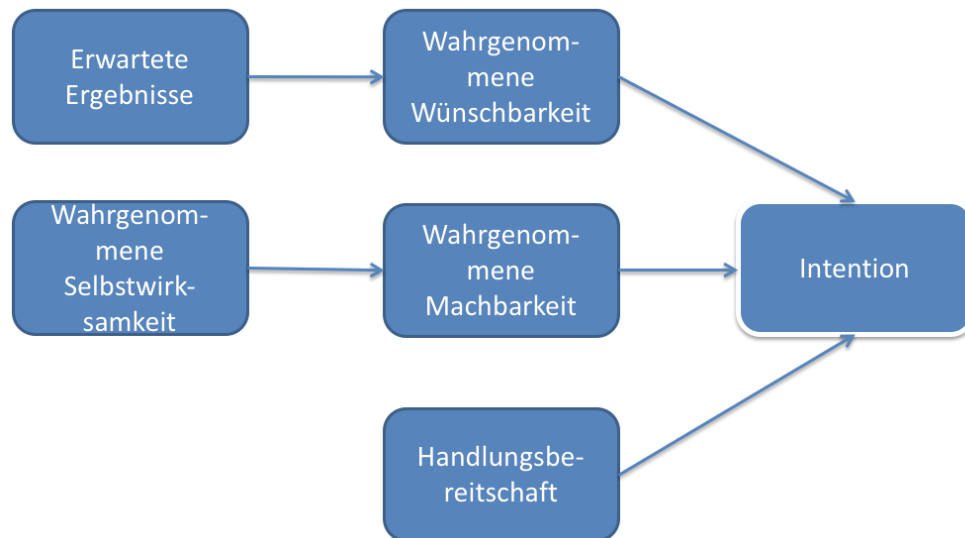 Erwartete
Ergebnisse
Wahrgenom-
mene
Wünschbarkeit
Wahrgenom-
mene
Selbstwirk-
samkeit
Wahrgenom-
mene
Machbarkeit
Intention
Handlungsbe-
reitschaft